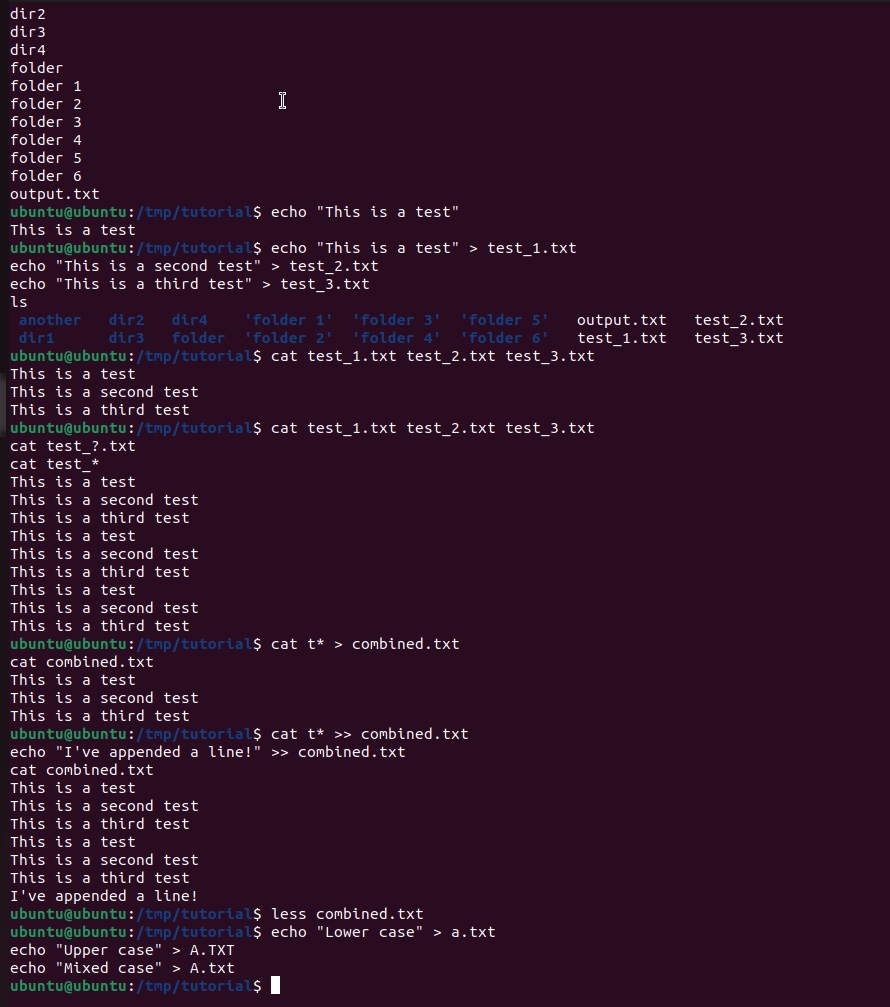 dir2
dir3
dir4
folder
folder 1
folder 2
folder 3
folder 4
folder 5
folder 6
output.txt
ubuntu@ubuntu:/tmp/tutorial$ echo "This is a test"
This is a test
ubuntu@ubuntu:/tmp/tutorial$ echo "This is a test" > test_1.txt
echo "This is a second test" > test_2.txt
echo "This is a third test" > test_3.txt
ls
 another   dir2   dir4    'folder 1'  'folder 3'  'folder 5'   output.txt   test_2.txt
 dir1      dir3   folder  'folder 2'  'folder 4'  'folder 6'   test_1.txt   test_3.txt
ubuntu@ubuntu:/tmp/tutorial$ cat test_1.txt test_2.txt test_3.txt
This is a test
This is a second test
This is a third test
ubuntu@ubuntu:/tmp/tutorial$ cat test_1.txt test_2.txt test_3.txt
cat test_?.txt
cat test_*
This is a test
This is a second test
This is a third test
This is a test
This is a second test
This is a third test
This is a test
This is a second test
This is a third test
ubuntu@ubuntu:/tmp/tutorial$ cat t* > combined.txt
cat combined.txt
This is a test
This is a second test
This is a third test
ubuntu@ubuntu:/tmp/tutorial$ cat t* >> combined.txt
echo "I've appended a line!" >> combined.txt
cat combined.txt
This is a test
This is a second test
This is a third test
This is a test
This is a second test
This is a third test
I've appended a line!
ubuntu@ubuntu:/tmp/tutorial$ less combined.txt
ubuntu@ubuntu:/tmp/tutorial$ echo "Lower case" > a.txt
echo "Upper case" > A.TXT
echo "Mixed case" > A.txt
ubuntu@ubuntu:/tmp/tutorial$